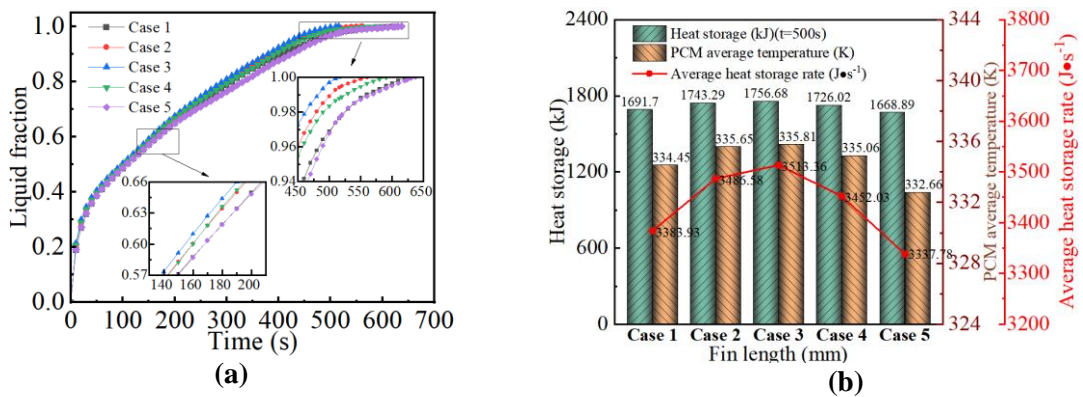 (a)
1.0
0.8
0.6
0.4
0.2
0.0
Liquid fraction
Case 1
Case 2
Case 3
Case 4
Case 5
1.00
0.98
0.96
0.94
450 500 550 600 650
0.66
0.63
0.60
0.57
140 160 180 200
0 100 200 300 400 500 600 700
Time (s)
(a)
2400
1800
1200
600
0
Heat storage (kJ)
Heat storage (kJ)(t=500s)
PCM average temperature (K)
Average heat storage rate (J•s⁻¹)
1691.7
1743.29
1756.68
1726.02
1668.89
334.45
335.65
335.81
335.06
332.66
3383.93
3486.58
3513.36
3452.03
3337.78
Case 1 Case 2 Case 3 Case 4 Case 5
Fin length (mm)
344
340
336
332
328
324
PCM average temperature (K)
3800
3700
3600
3500
3400
3300
3200
Average heat storage rate (J•s⁻¹)
(b)